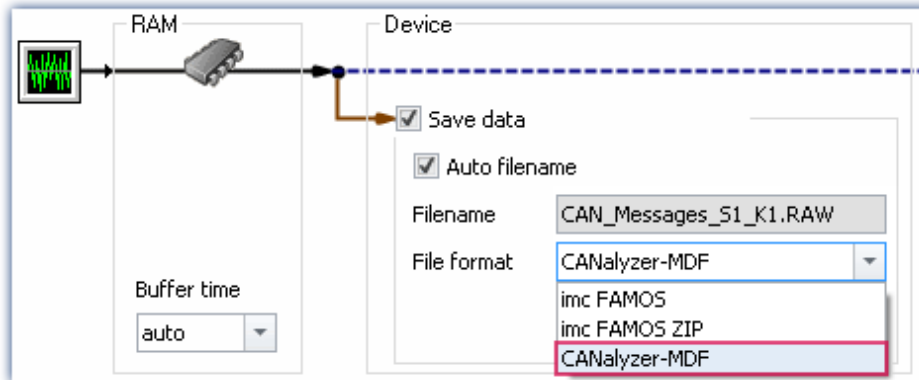 RAM
Device
Save data
Auto filename
Filename
CAN_Messages_S1_K1.RAW
File format
CANalyzer-MDF
imc FAMOS
imc FAMOS ZIP
CANalyzer-MDF
Buffer time
auto